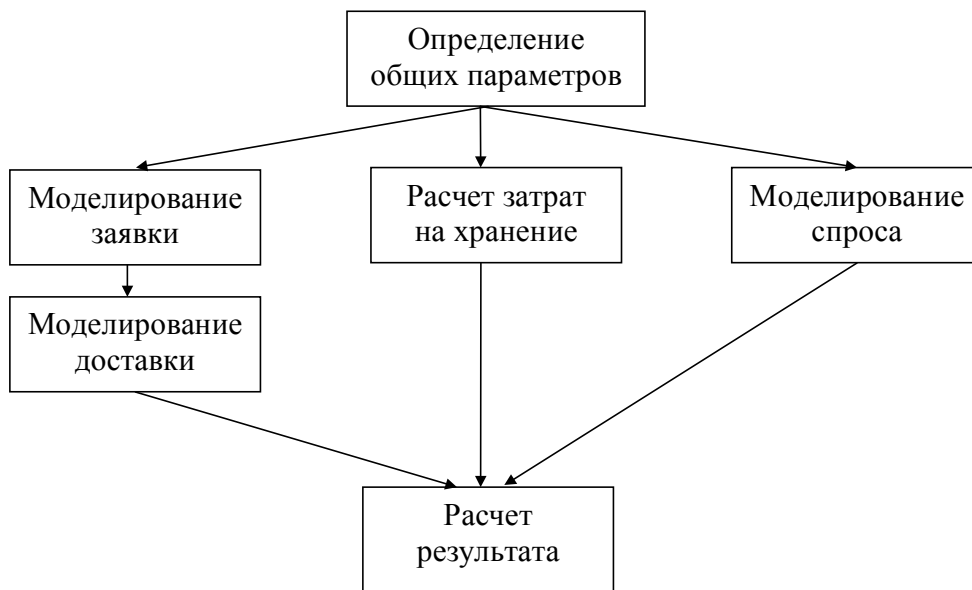 Определение
общих параметров
Моделирование
заявки
Расчет затрат
на хранение
Моделирование
спроса
Моделирование
доставки
Расчет
результата